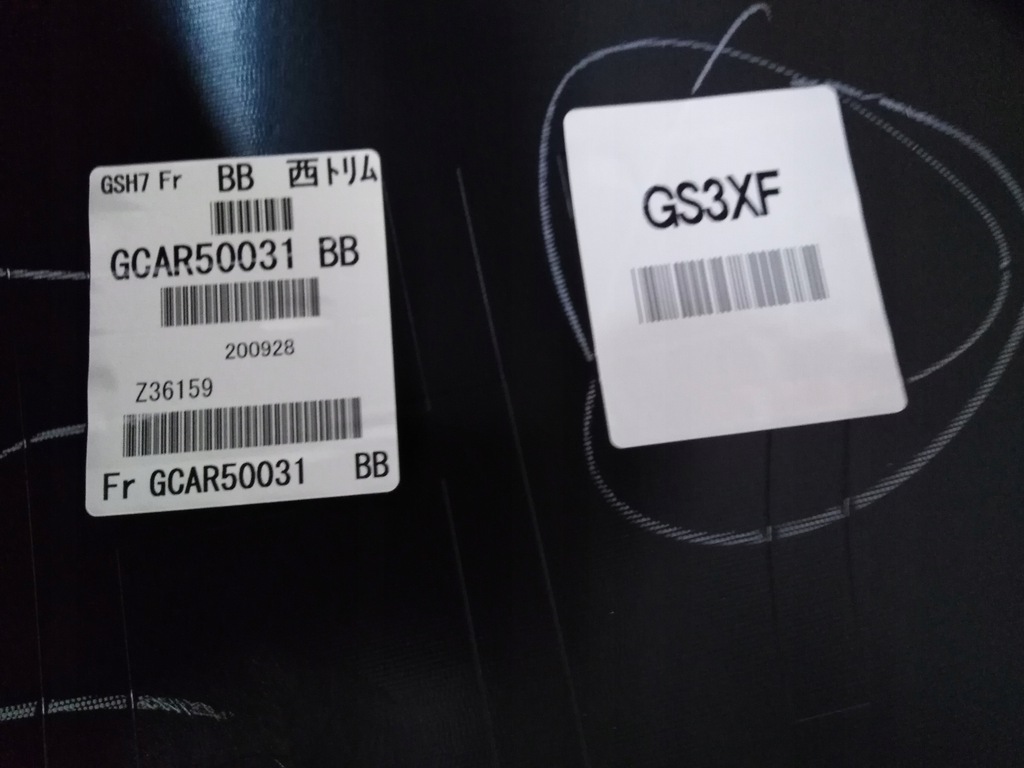 GSH7 Fr BB 西トリム
GCAR50031 BB
200928
Z36159
Fr GCAR50031 BB
GS3XF